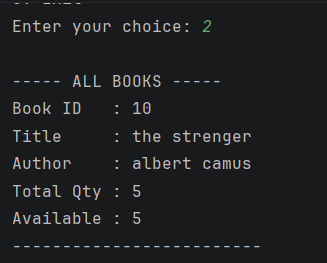 Enter your choice: 2
----- ALL BOOKS -----
Book ID   : 10
Title     : the strenger
Author    : albert camus
Total Qty : 5
Available : 5
-------------------------